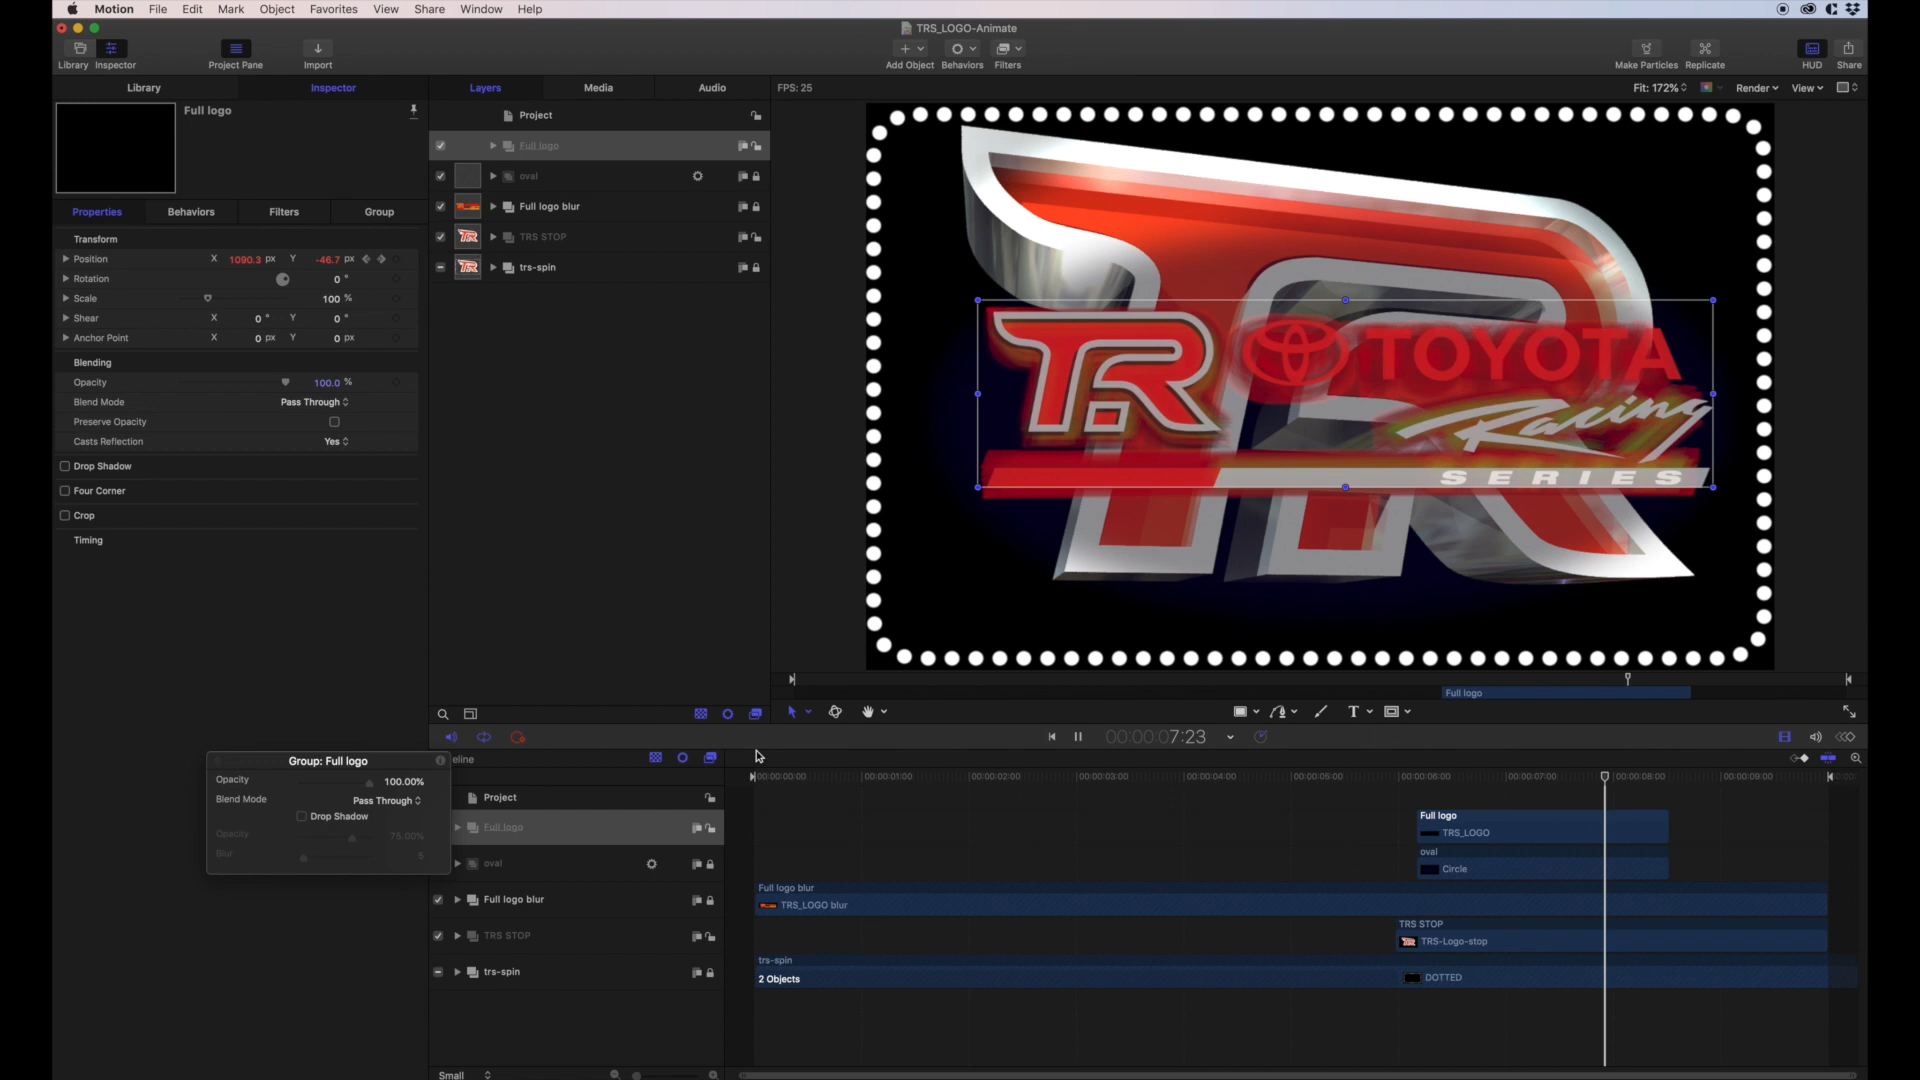 Motion File Edit Mark Object Favorites View Share Window Help
TRS_LOGO-Animate
Library Inspector Project Pane Import Add Object Behaviors Filters Make Particles Replicate HUD Share
Library Inspector Layers Media Audio FPS: 25 Fit: 172% Render View
Full logo
Project
Full logo
oval
Full logo blur
TRS STOP
trs-spin
Properties Behaviors Filters Group
Transform
Position X 1090.3 px Y -46.7 px
Rotation 0 °
Scale 100 %
Shear X 0 ° Y 0 °
Anchor Point X 0 px Y 0 px
Blending
Opacity 100.0 %
Blend Mode Pass Through
Preserve Opacity
Casts Reflection Yes
Drop Shadow
Four Corner
Crop
Timing
TR TOYOTA
Racing
SERIES
Full logo
T
00:00:00:07:23
Group: Full logo
Opacity 100.00%
Blend Mode Pass Through
Drop Shadow
Opacity 75.00%
Blur 5
eline
00:00:00:00 00:00:01:00 00:00:02:00 00:00:03:00 00:00:04:00 00:00:05:00 00:00:06:00 00:00:07:00 00:00:08:00 00:00:09:00
Project
Full logo
oval
Full logo blur
TRS STOP
trs-spin
Full logo
TRS_LOGO
oval
Circle
Full logo blur
TRS_LOGO blur
TRS STOP
TRS-Logo-stop
trs-spin
2 Objects DOTTED
Small